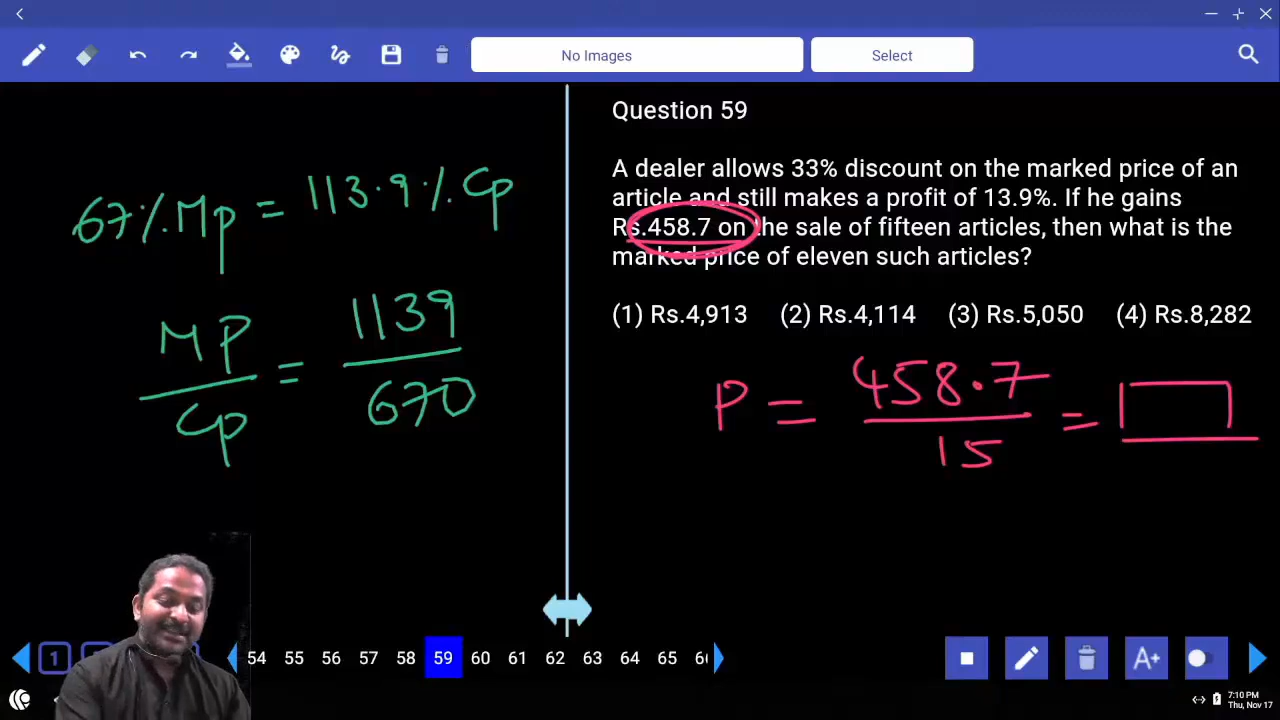 No Images
Select
67%.Mp = 113.9%.Cp
MP/Cp = 1139/670
Question 59
A dealer allows 33% discount on the marked price of an
article and still makes a profit of 13.9%. If he gains
Rs.458.7 on the sale of fifteen articles, then what is the
marked price of eleven such articles?
(1) Rs.4,913 (2) Rs.4,114 (3) Rs.5,050 (4) Rs.8,282
P = 458.7/15 =
1
54 55 56 57 58 59 60 61 62 63 64 65
A+
7:10 PM
Thu, Nov 17